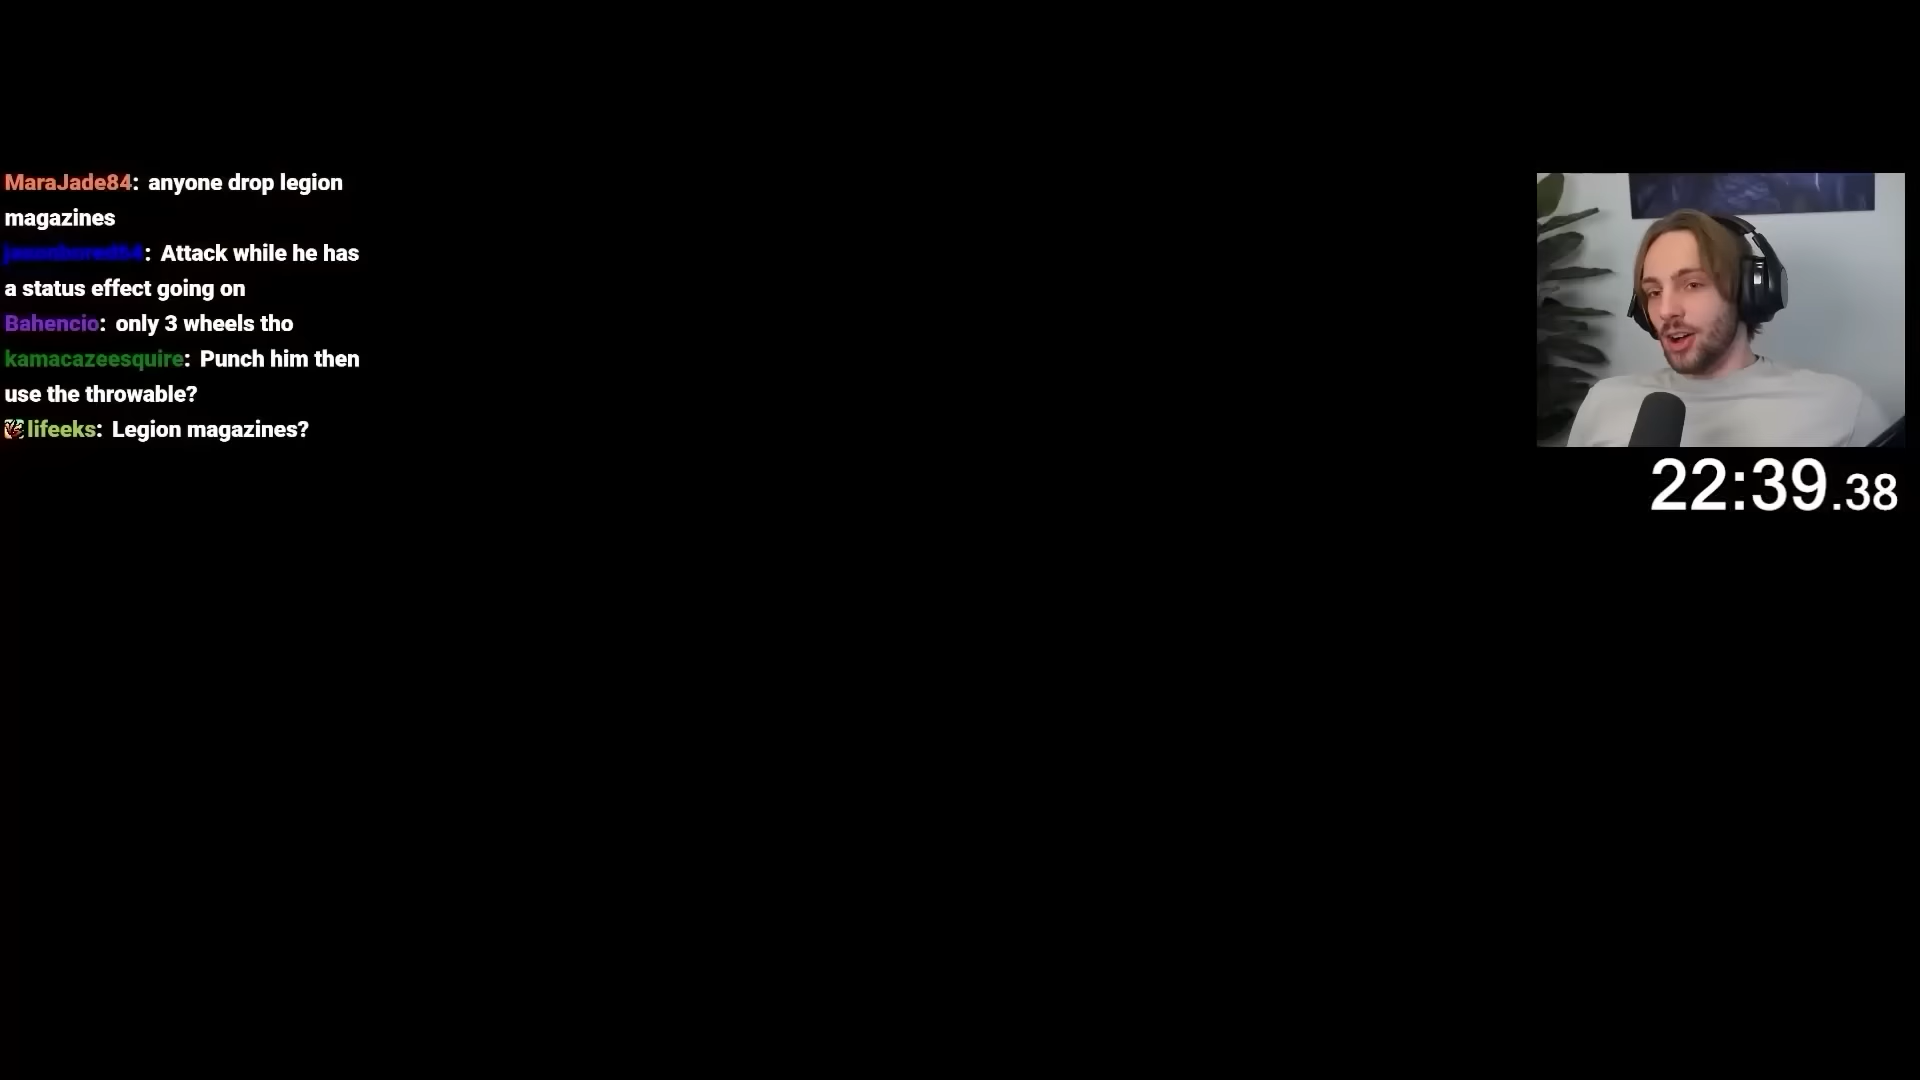 MaraJade84: anyone drop legion
magazines
jasonbored64: Attack while he has
a status effect going on
Bahencio: only 3 wheels tho
kamacazeesquire: Punch him then
use the throwable?
lifeeks: Legion magazines?
22:39.38